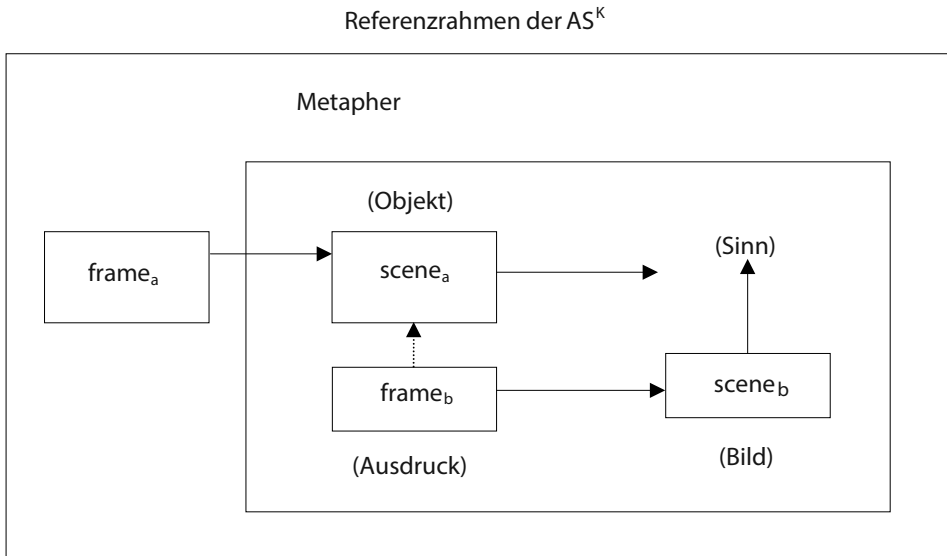 Referenzrahmen der AS^K
Metapher
(Objekt)
frame_a
scene_a
(Sinn)
frame_b
scene_b
(Ausdruck)
(Bild)